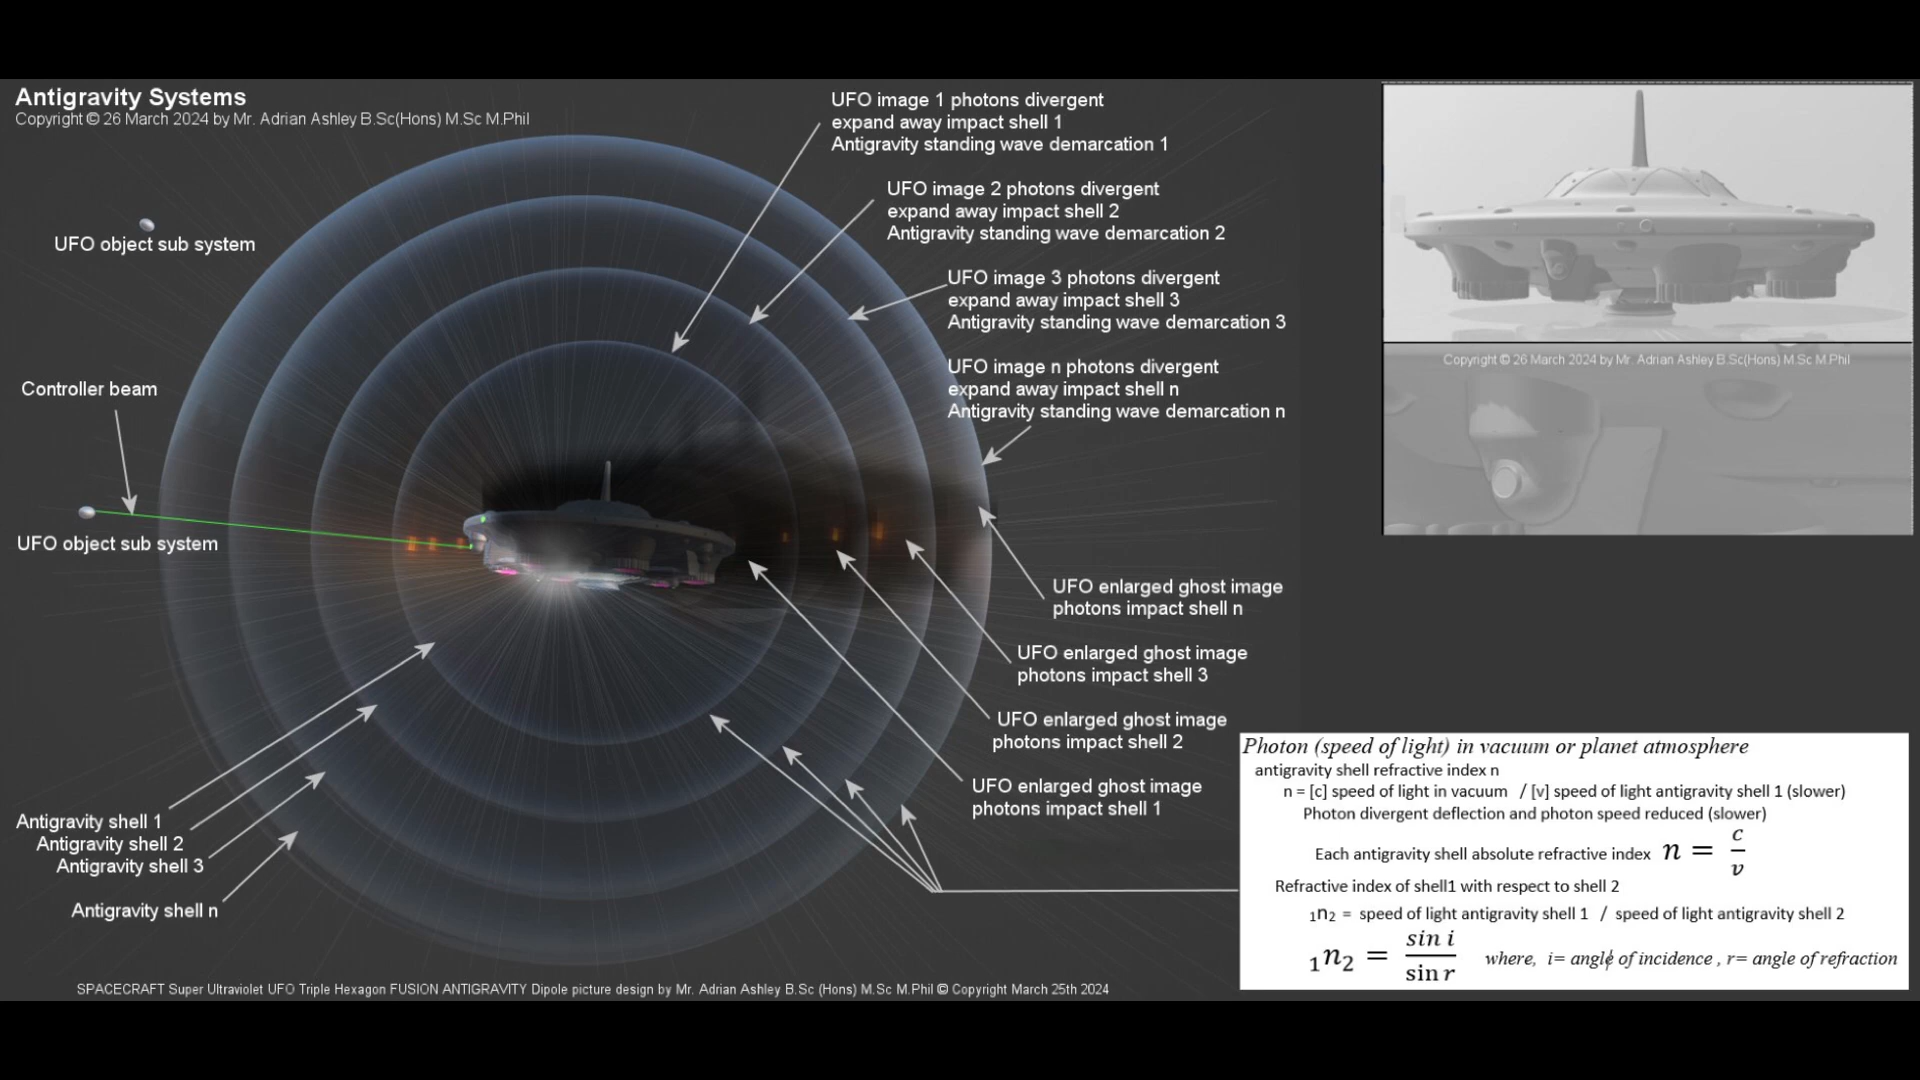 Antigravity Systems
Copyright © 26 March 2024 by Mr. Adrian Ashley B.Sc(Hons) M.Sc M.Phil
UFO image 1 photons divergent
expand away impact shell 1
Antigravity standing wave demarcation 1
UFO image 2 photons divergent
expand away impact shell 2
Antigravity standing wave demarcation 2
UFO image 3 photons divergent
expand away impact shell 3
Antigravity standing wave demarcation 3
UFO image n photons divergent
expand away impact shell n
Antigravity standing wave demarcation n
UFO object sub system
Controller beam
UFO object sub system
Copyright © 26 March 2024 by Mr. Adrian Ashley B.Sc(Hons) M.Sc M.Phil
UFO enlarged ghost image
photons impact shell n
UFO enlarged ghost image
photons impact shell 3
UFO enlarged ghost image
photons impact shell 2
UFO enlarged ghost image
photons impact shell 1
Antigravity shell 1
Antigravity shell 2
Antigravity shell 3
Antigravity shell n
Photon (speed of light) in vacuum or planet atmosphere
antigravity shell refractive index n
n = [c] speed of light in vacuum / [v] speed of light antigravity shell 1 (slower)
Photon divergent deflection and photon speed reduced (slower)
Each antigravity shell absolute refractive index n = c / v
Refractive index of shell1 with respect to shell 2
₁n₂ = speed of light antigravity shell 1 / speed of light antigravity shell 2
₁n₂ = sin i / sin r where, i= angle of incidence , r= angle of refraction
SPACECRAFT Super Ultraviolet UFO Triple Hexagon FUSION ANTIGRAVITY Dipole picture design by Mr. Adrian Ashley B.Sc (Hons) M.Sc M.Phil © Copyright March 25th 2024